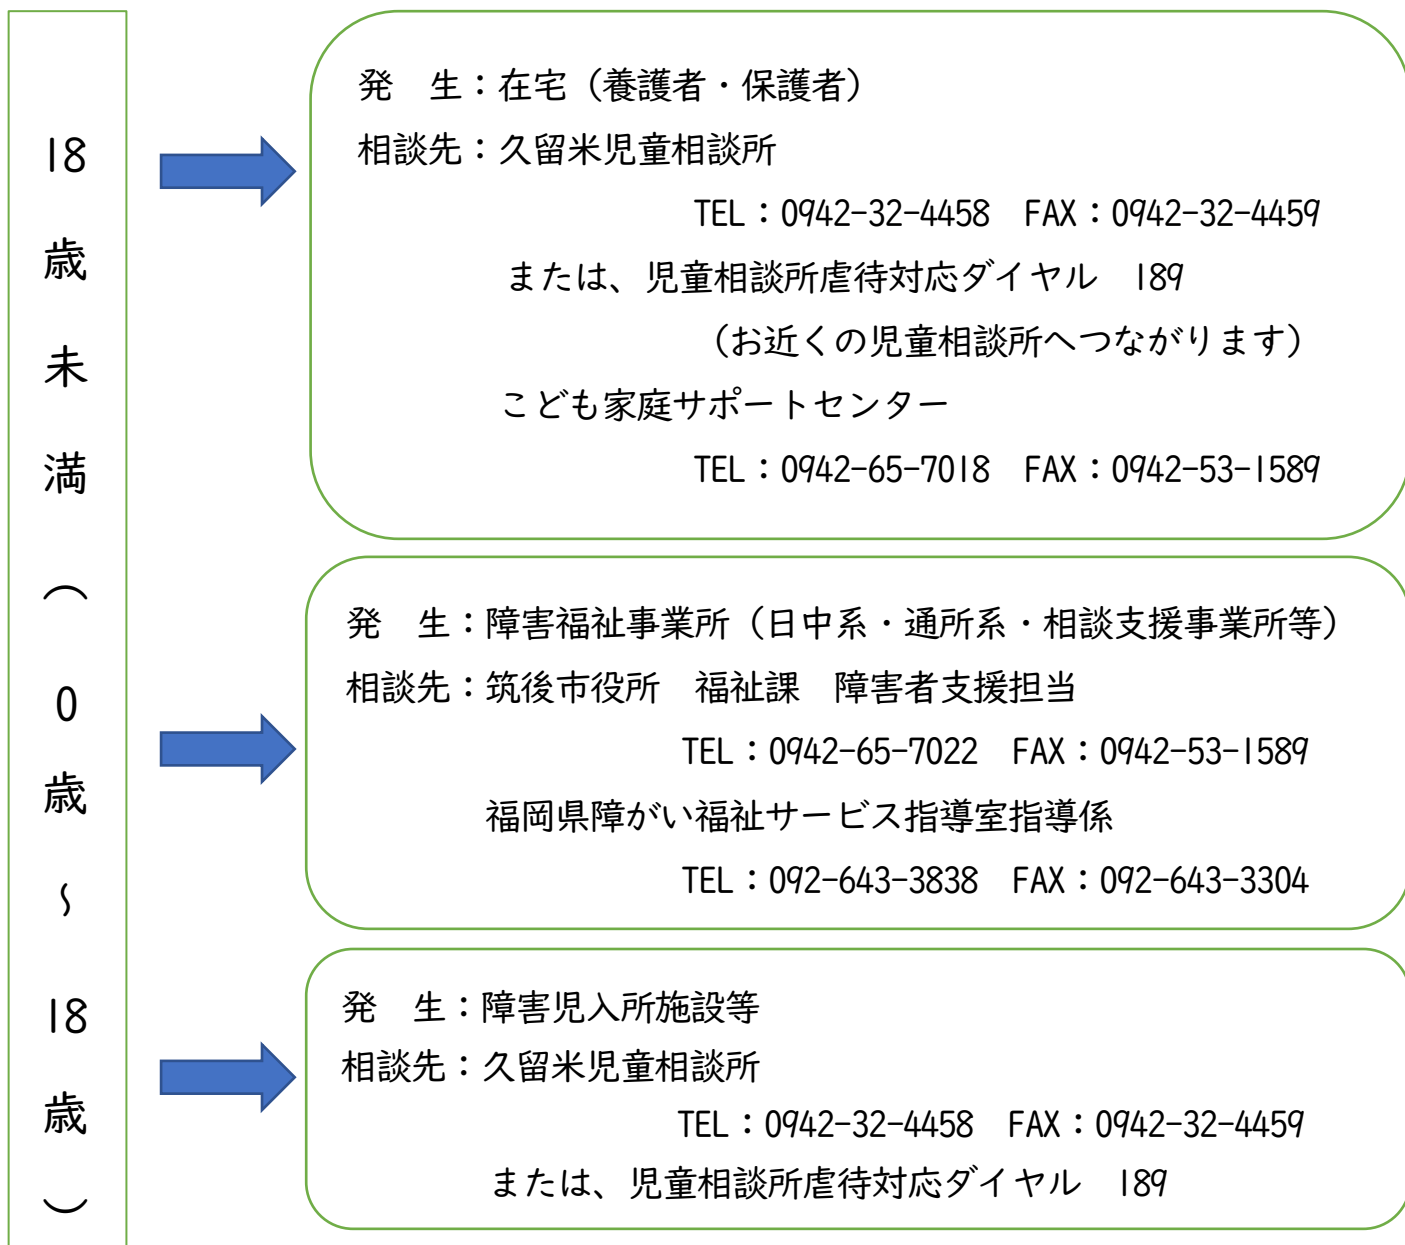 18歳未満（0歳～18歳）
発　生：在宅（養護者・保護者）
相談先：久留米児童相談所
TEL：0942-32-4458　FAX：0942-32-4459
または、児童相談所虐待対応ダイヤル　189
（お近くの児童相談所へつながります）
こども家庭サポートセンター
TEL：0942-65-7018　FAX：0942-53-1589
発　生：障害福祉事業所（日中系・通所系・相談支援事業所等）
相談先：筑後市役所　福祉課　障害者支援担当
TEL：0942-65-7022　FAX：0942-53-1589
福岡県障がい福祉サービス指導室指導係
TEL：092-643-3838　FAX：092-643-3304
発　生：障害児入所施設等
相談先：久留米児童相談所
TEL：0942-32-4458　FAX：0942-32-4459
または、児童相談所虐待対応ダイヤル　189